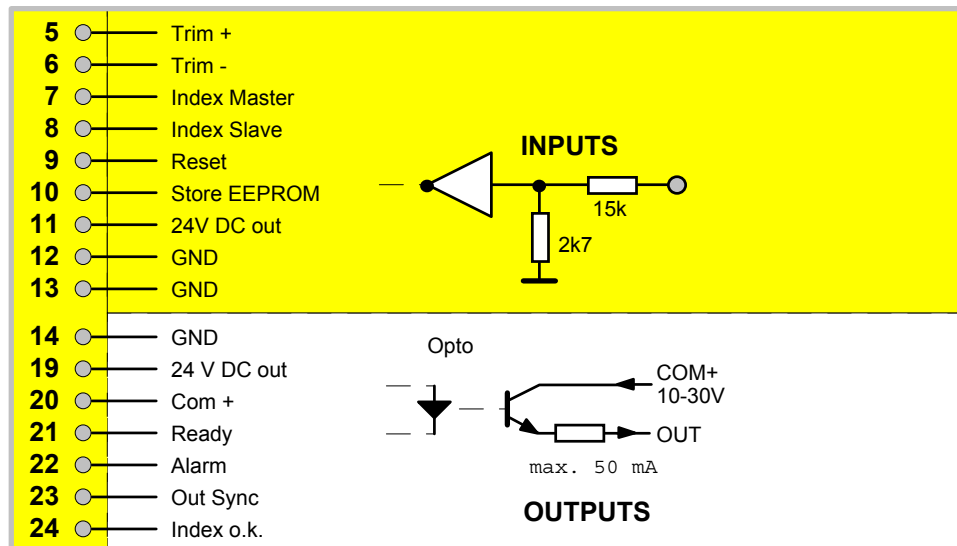 5 Trim +
6 Trim -
7 Index Master
8 Index Slave
9 Reset
10 Store EEPROM
11 24V DC out
12 GND
13 GND
INPUTS
15k
2k7
14 GND
19 24 V DC out
20 Com +
21 Ready
22 Alarm
23 Out Sync
24 Index o.k.
Opto
COM+
10-30V
OUT
max. 50 mA
OUTPUTS